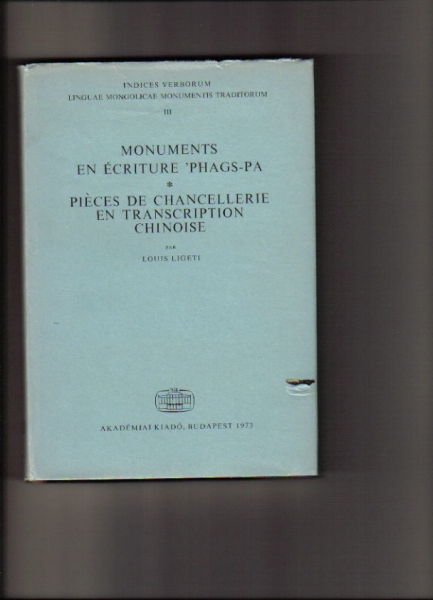 INDICES VERBORUM
LINGUAE MONGOLICAE MONUMENTIS TRADITORUM
III
MONUMENTS
EN ÉCRITURE 'PHAGS-PA
*
PIÈCES DE CHANCELLERIE
EN TRANSCRIPTION
CHINOISE
PAR
LOUIS LIGETI
AKADÉMIAI KIADÓ, BUDAPEST 1973